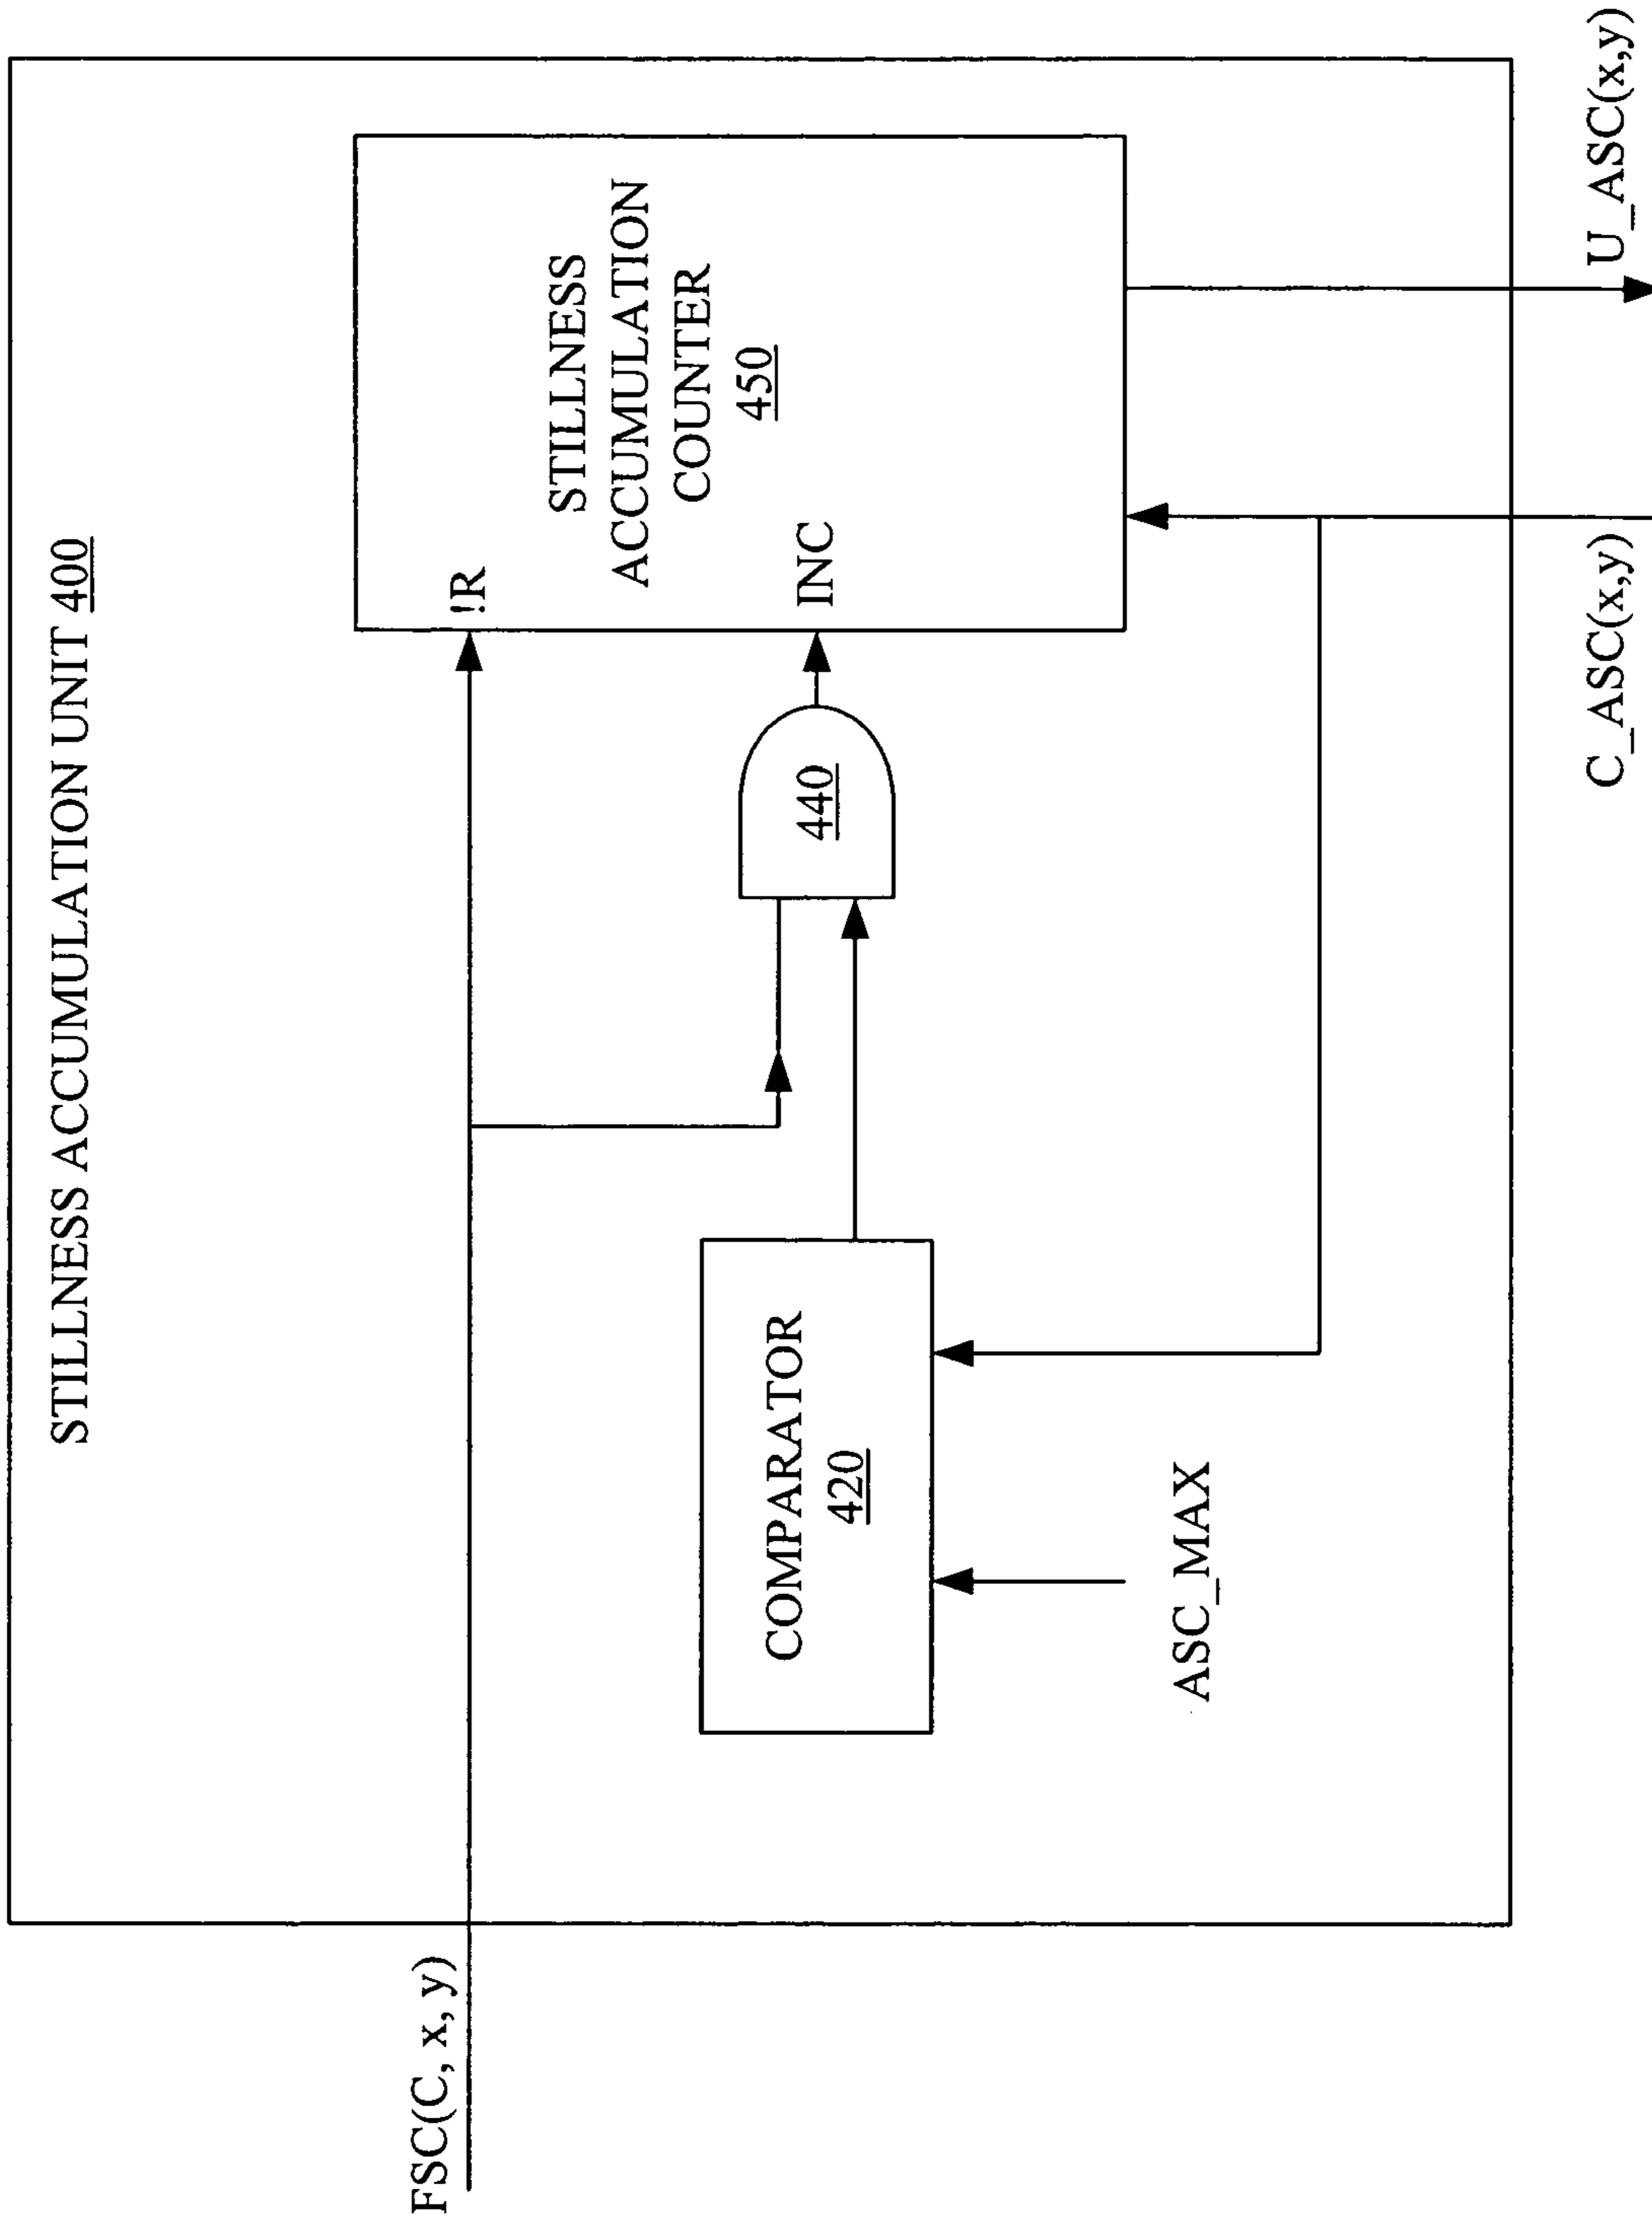 STILLNESS ACCUMULATION UNIT 400
FSC(C, x, y)
!R
STILLNESS
ACCUMULATION
COUNTER
450
INC
440
COMPARATOR
420
ASC_MAX
C_ASC(x,y)
U_ASC(x,y)